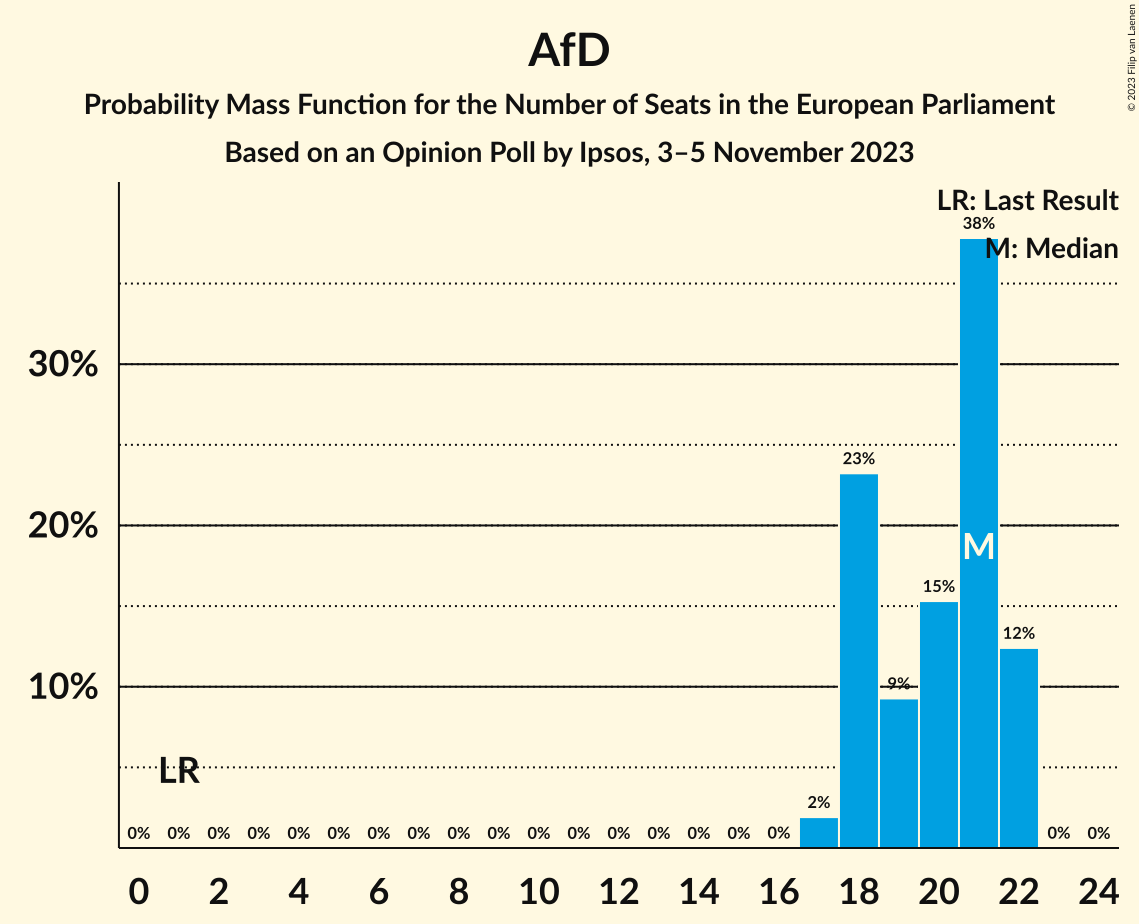 AfD
Probability Mass Function for the Number of Seats in the European Parliament
Based on an Opinion Poll by Ipsos, 3–5 November 2023
© 2023 Filip van Laenen
LR: Last Result
M: Median
38%
30%
23%
20%
M
15%
12%
10%
9%
LR
2%
0% 0% 0% 0% 0% 0% 0% 0% 0% 0% 0% 0% 0% 0% 0% 0% 0% 0% 0%
0 2 4 6 8 10 12 14 16 18 20 22 24